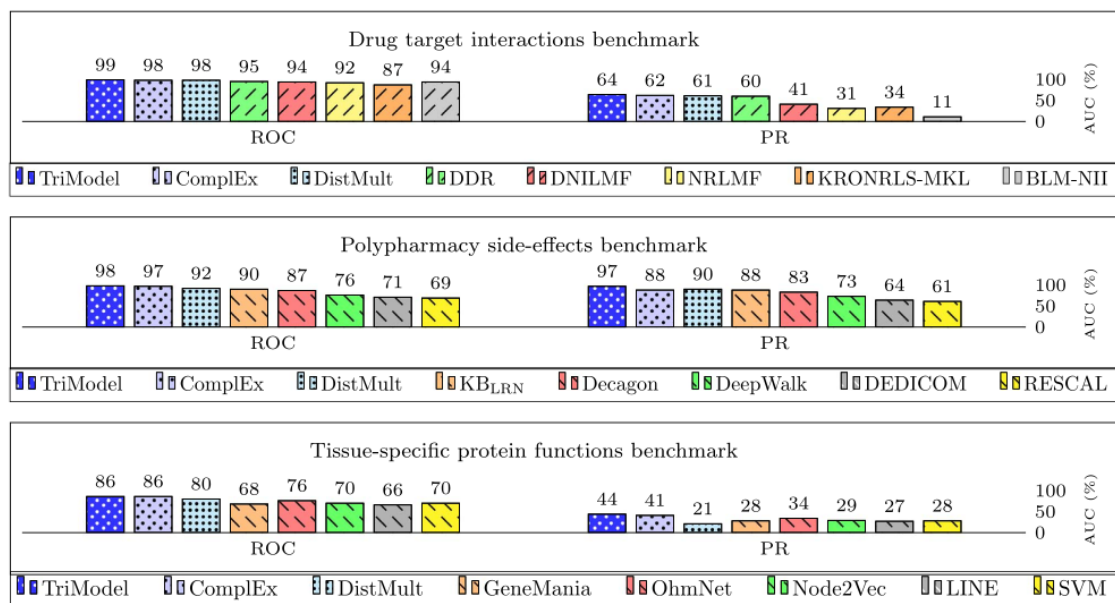 Drug target interactions benchmark
99 98 98 95 94 92 87 94 64 62 61 60 41 31 34 11
100
50
0
AUC (%)
ROC PR
TriModel ComplEx DistMult DDR DNILMF NRLMF KRONRLS-MKL BLM-NII
Polypharmacy side-effects benchmark
98 97 92 90 87 76 71 69 97 88 90 88 83 73 64 61
100
50
0
AUC (%)
ROC PR
TriModel ComplEx DistMult KBLRN Decagon DeepWalk DEDICOM RESCAL
Tissue-specific protein functions benchmark
86 86 80 68 76 70 66 70 44 41 21 28 34 29 27 28
100
50
0
AUC (%)
ROC PR
TriModel ComplEx DistMult GeneMania OhmNet Node2Vec LINE SVM